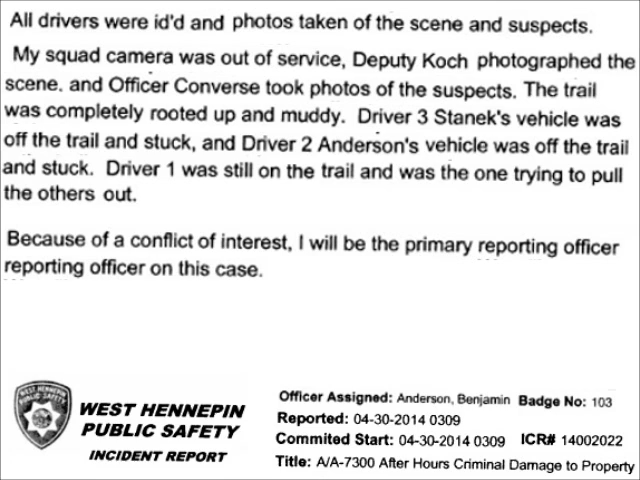 All drivers were id'd and photos taken of the scene and suspects.
My squad camera was out of service, Deputy Koch photographed the
scene. and Officer Converse took photos of the suspects. The trail
was completely rooted up and muddy. Driver 3 Stanek's vehicle was
off the trail and stuck, and Driver 2 Anderson's vehicle was off the trail
and stuck. Driver 1 was still on the trail and was the one trying to pull
the others out.
Because of a conflict of interest, I will be the primary reporting officer
reporting officer on this case.
WEST HENNEPIN
PUBLIC SAFETY
WEST HENNEPIN
PUBLIC SAFETY
INCIDENT REPORT
Officer Assigned: Anderson, Benjamin Badge No: 103
Reported: 04-30-2014 0309
Commited Start: 04-30-2014 0309 ICR# 14002022
Title: A/A-7300 After Hours Criminal Damage to Property